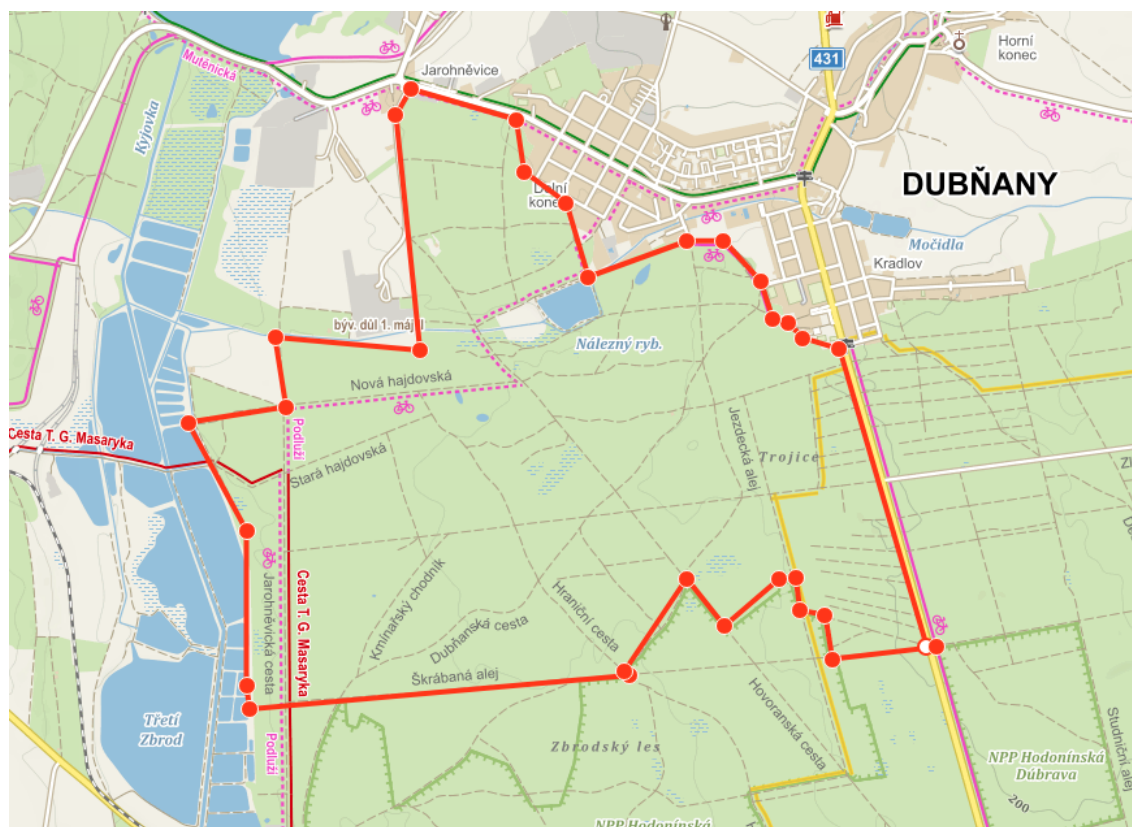 Horní
konec
431
Mutěnická
Jarohněvice
Kyjovka
DUBŇANY
Dolní
konec
Močidla
Kradlov
býv. důl 1. máje I
Nálezný ryb.
Nová hajdovská
Cesta T. G. Masaryka
Podluží
Stará hajdovská
Jezdecká alej
Trojice
Kmínařský chodník
Hraniční cesta
Jarohněvická cesta
Cesta T. G. Masaryka
Dubňanská cesta
Škrábaná alej
Hovoranská cesta
Třetí
Zbrod
Podluží
Zbrodský les
Studniční alej
NPP Hodonínská
Dúbrava
200
NPP Hodonínská